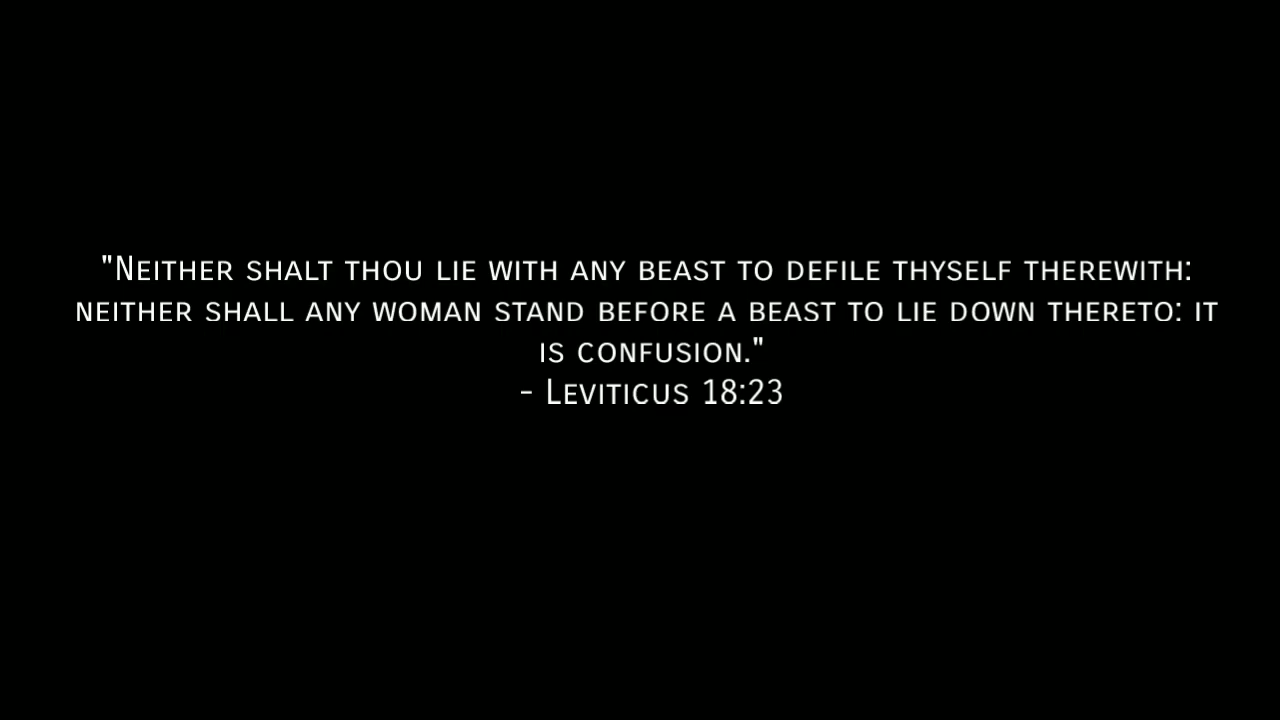 "Neither shalt thou lie with any beast to defile thyself therewith:
neither shall any woman stand before a beast to lie down thereto: it
is confusion."
- Leviticus 18:23